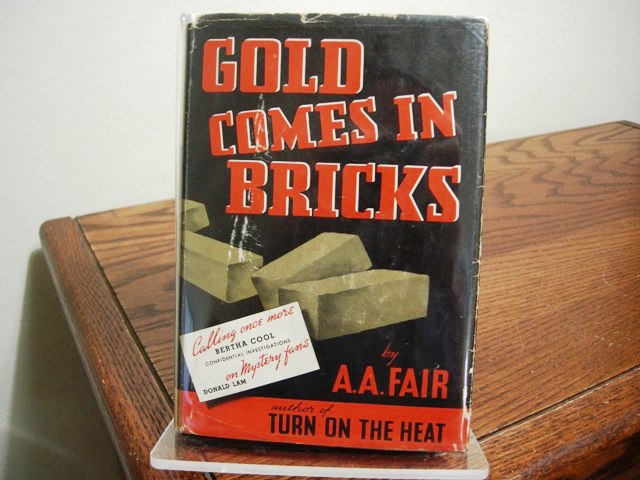 GOLD
COMES IN
BRICKS
Calling once more
BERTHA COOL
CONFIDENTIAL INVESTIGATIONS
on Mystery fans
DONALD LAM
by
A.A. FAIR
author of
TURN ON THE HEAT